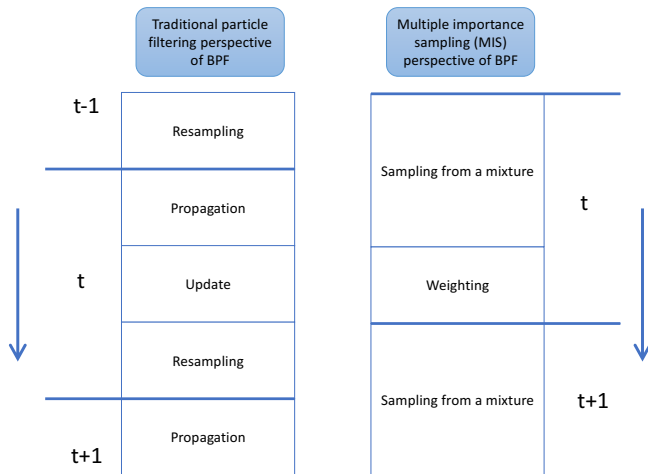 Traditional particle
filtering perspective
of BPF
Multiple importance
sampling (MIS)
perspective of BPF
t-1
Resampling
Propagation
t
Update
Resampling
t+1
Propagation
Sampling from a mixture
t
Weighting
Sampling from a mixture
t+1